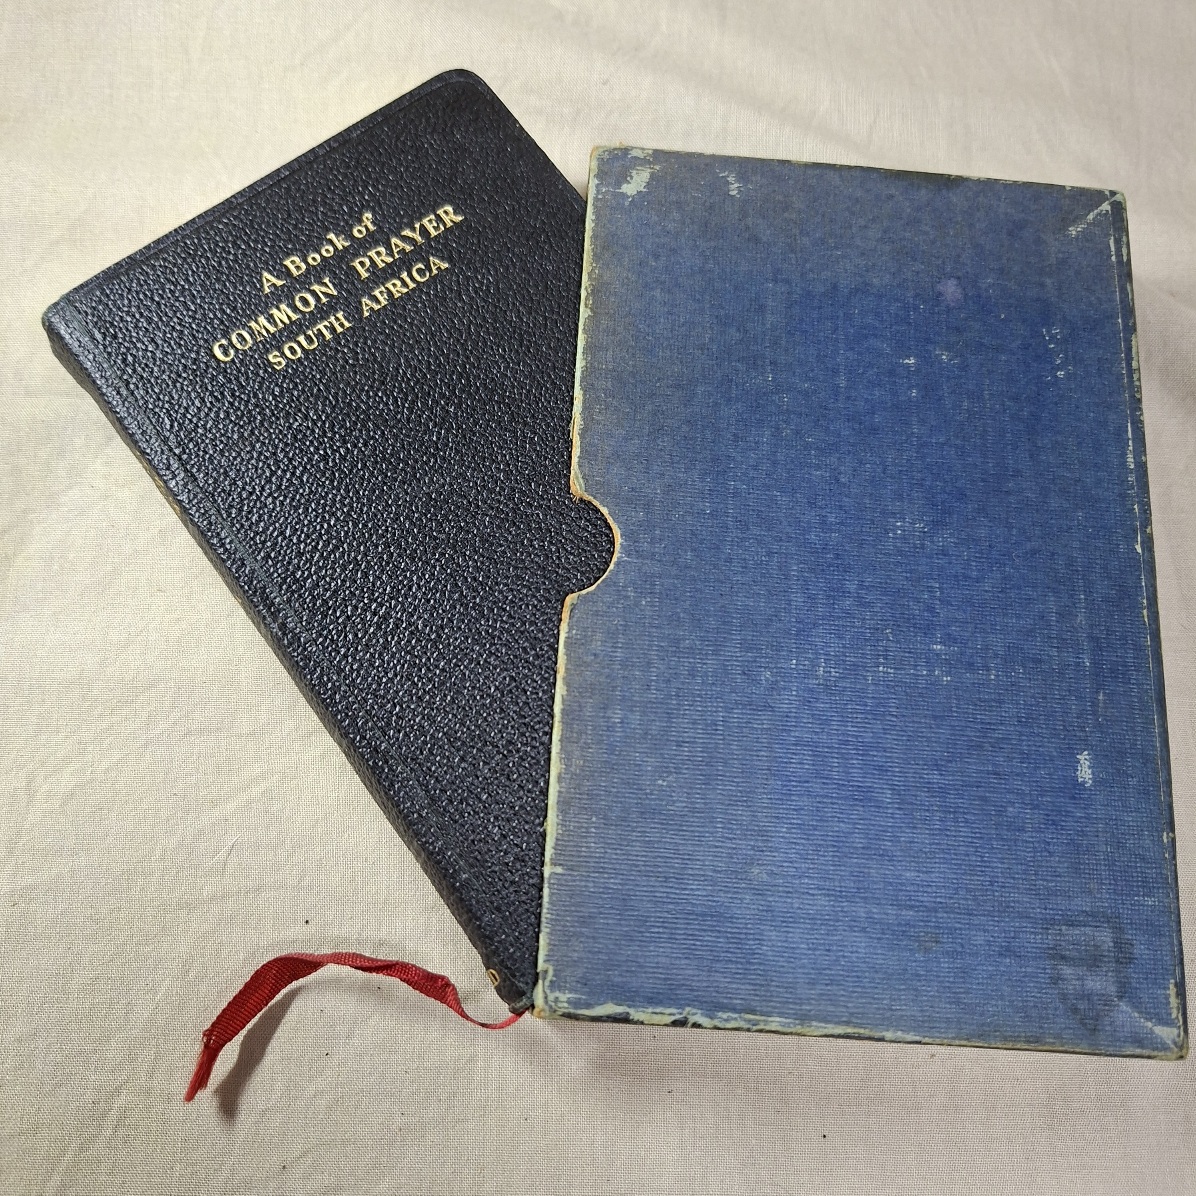 A Book of
COMMON PRAYER
SOUTH AFRICA